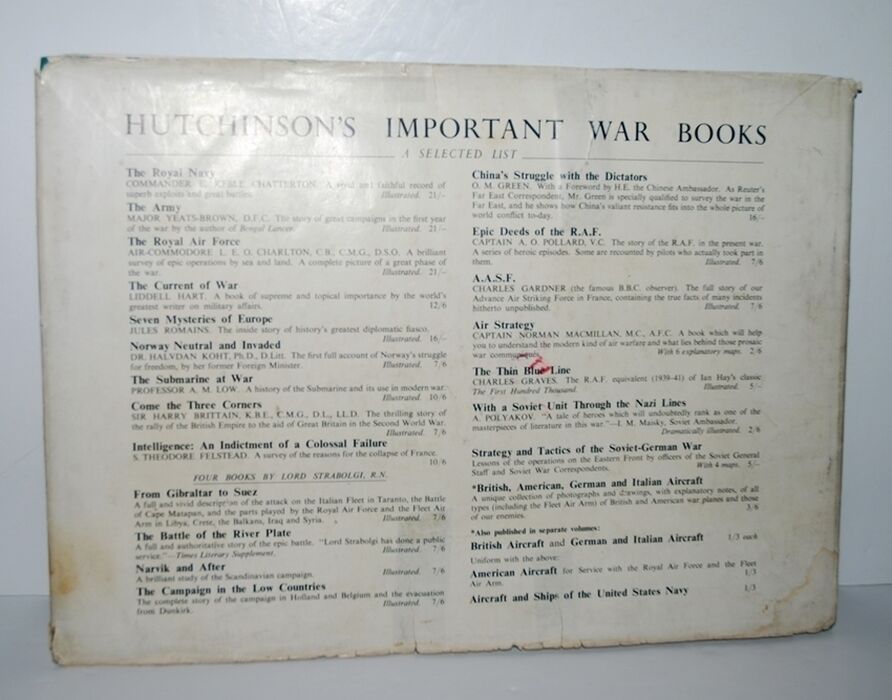 HUTCHINSON'S IMPORTANT WAR BOOKS
A SELECTED LIST
The Royal Navy
COMMANDER E. KEBLE CHATTERTON. A vivid and faithful record of
superb exploits and great battles. Illustrated. 21/-
The Army
MAJOR YEATS-BROWN, D.F.C. The story of great campaigns in the first year
of the war by the author of Bengal Lancer. Illustrated. 21/-
The Royal Air Force
AIR-COMMODORE L. E. O. CHARLTON, C.B., C.M.G., D.S.O. A brilliant
survey of epic operations by sea and land. A complete picture of a great phase of
the war. Illustrated. 21/-
The Current of War
LIDDELL HART. A book of supreme and topical importance by the world's
greatest writer on military affairs. 12/6
Seven Mysteries of Europe
JULES ROMAINS. The inside story of history's greatest diplomatic fiasco.
Illustrated. 16/-
Norway Neutral and Invaded
DR. HALVDAN KOHT, Ph.D., D.Litt. The first full account of Norway's struggle
for freedom, by her former Foreign Minister. Illustrated. 7/6
The Submarine at War
PROFESSOR A. M. LOW. A history of the Submarine and its use in modern war.
Illustrated. 10/6
Come the Three Corners
SIR HARRY BRITTAIN, K.B.E., C.M.G., D.L., LL.D. The thrilling story of
the rally of the British Empire to the aid of Great Britain in the Second World War.
Illustrated. 7/6
Intelligence: An Indictment of a Colossal Failure
S. THEODORE FELSTEAD. A survey of the reasons for the collapse of France.
10/6
FOUR BOOKS BY LORD STRABOLGI, R.N.
From Gibraltar to Suez
A full and vivid description of the attack on the Italian Fleet in Taranto, the Battle
of Cape Matapan, and the parts played by the Royal Air Force and the Fleet Air
Arm in Libya, Crete, the Balkans, Iraq and Syria. Illustrated. 7/6
The Battle of the River Plate
A full and authoritative story of the epic battle. "Lord Strabolgi has done a public
service."—Times Literary Supplement. Illustrated. 7/6
Narvik and After
A brilliant study of the Scandinavian campaign. Illustrated. 7/6
The Campaign in the Low Countries
The complete story of the campaign in Holland and Belgium and the evacuation
from Dunkirk. Illustrated. 7/6
China's Struggle with the Dictators
O. M. GREEN. With a Foreword by H.E. the Chinese Ambassador. As Reuter's
Far East Correspondent, Mr. Green is specially qualified to survey the war in the
Far East, and he shows how China's valiant resistance fits into the whole picture of
world conflict to-day. 16/-
Epic Deeds of the R.A.F.
CAPTAIN A. O. POLLARD, V.C. The story of the R.A.F. in the present war.
A series of heroic episodes. Some are recounted by pilots who actually took part in
them. Illustrated. 7/6
A.A.S.F.
CHARLES GARDNER (the famous B.B.C. observer). The full story of our
Advance Air Striking Force in France, containing the true facts of many incidents
hitherto unpublished. Illustrated. 7/6
Air Strategy
CAPTAIN NORMAN MACMILLAN, M.C., A.F.C. A book which will help
you to understand the modern kind of air warfare and what lies behind those prosaic
war communiqués. With 6 explanatory maps. 2/6
The Thin Blue Line
CHARLES GRAVES. The R.A.F. equivalent (1939-41) of Ian Hay's classic
The First Hundred Thousand. Illustrated. 5/-
With a Soviet Unit Through the Nazi Lines
A. POLYAKOV. "A tale of heroes which will undoubtedly rank as one of the
masterpieces of literature in this war."—I. M. Maisky, Soviet Ambassador.
Dramatically illustrated. 2/6
Strategy and Tactics of the Soviet-German War
Lessons of the operations on the Eastern Front by officers of the Soviet General
Staff and Soviet War Correspondents. With 4 maps. 5/-
*British, American, German and Italian Aircraft
A unique collection of photographs and drawings, with explanatory notes, of all
types (including the Fleet Air Arm) of British and American war planes and those
of our enemies. 3/6
*Also published in separate volumes:
British Aircraft and German and Italian Aircraft 1/3 each
Uniform with the above:
American Aircraft for Service with the Royal Air Force and the Fleet
Air Arm. 1/3
Aircraft and Ships of the United States Navy 1/3